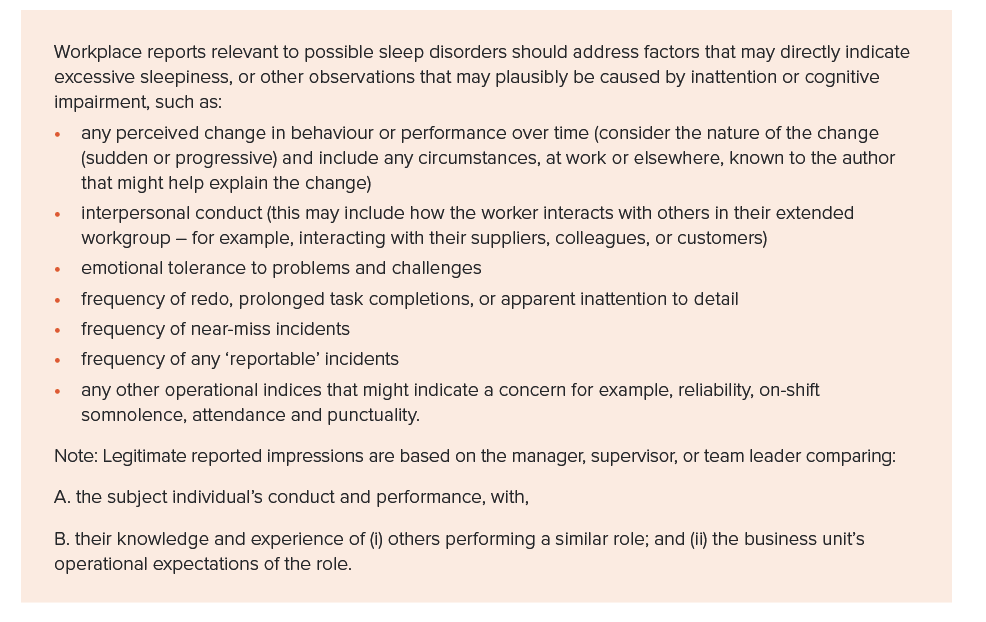 Workplace reports relevant to possible sleep disorders should address factors that may directly indicate
excessive sleepiness, or other observations that may plausibly be caused by inattention or cognitive
impairment, such as:
• any perceived change in behaviour or performance over time (consider the nature of the change
(sudden or progressive) and include any circumstances, at work or elsewhere, known to the author
that might help explain the change)
• interpersonal conduct (this may include how the worker interacts with others in their extended
workgroup – for example, interacting with their suppliers, colleagues, or customers)
• emotional tolerance to problems and challenges
• frequency of redo, prolonged task completions, or apparent inattention to detail
• frequency of near-miss incidents
• frequency of any ‘reportable’ incidents
• any other operational indices that might indicate a concern for example, reliability, on-shift
somnolence, attendance and punctuality.
Note: Legitimate reported impressions are based on the manager, supervisor, or team leader comparing:
A. the subject individual’s conduct and performance, with,
B. their knowledge and experience of (i) others performing a similar role; and (ii) the business unit’s
operational expectations of the role.